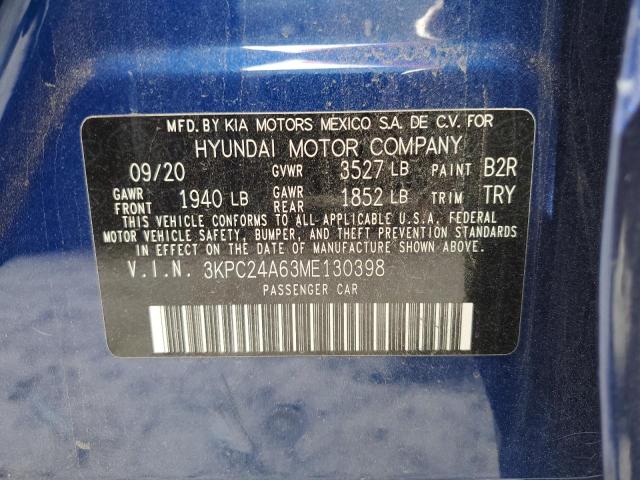 MFD. BY KIA MOTORS MEXICO S.A. DE C.V. FOR
HYUNDAI MOTOR COMPANY
09/20 GVWR 3527 LB PAINT B2R
GAWR FRONT 1940 LB GAWR REAR 1852 LB TRIM TRY
THIS VEHICLE CONFORMS TO ALL APPLICABLE U.S.A. FEDERAL
MOTOR VEHICLE SAFETY, BUMPER, AND THEFT PREVENTION STANDARDS
IN EFFECT ON THE DATE OF MANUFACTURE SHOWN ABOVE.
V.I.N. 3KPC24A63ME130398
PASSENGER CAR